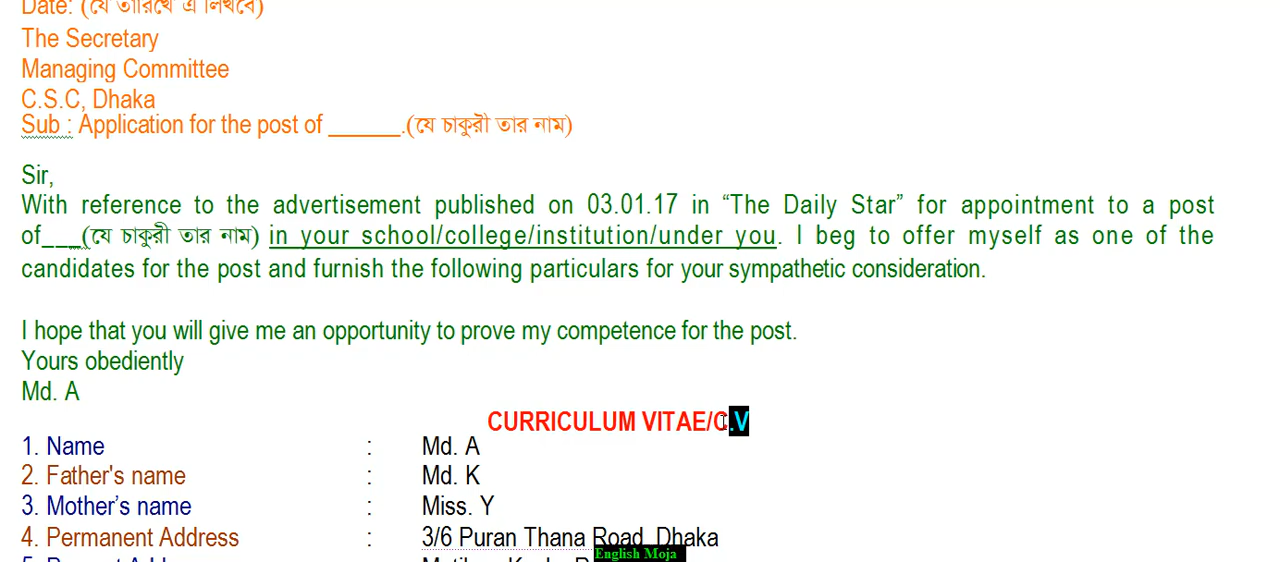 Date: (যে তারিখে এ লিখবে)
The Secretary
Managing Committee
C.S.C, Dhaka
Sub : Application for the post of ______.(যে চাকুরী তার নাম)
Sir,
With reference to the advertisement published on 03.01.17 in “The Daily Star” for appointment to a post
of___(যে চাকুরী তার নাম) in your school/college/institution/under you. I beg to offer myself as one of the
candidates for the post and furnish the following particulars for your sympathetic consideration.
I hope that you will give me an opportunity to prove my competence for the post.
Yours obediently
Md. A
CURRICULUM VITAE/C.V
1. Name : Md. A
2. Father's name : Md. K
3. Mother’s name : Miss. Y
4. Permanent Address : 3/6 Puran Thana Road, Dhaka
English Moja